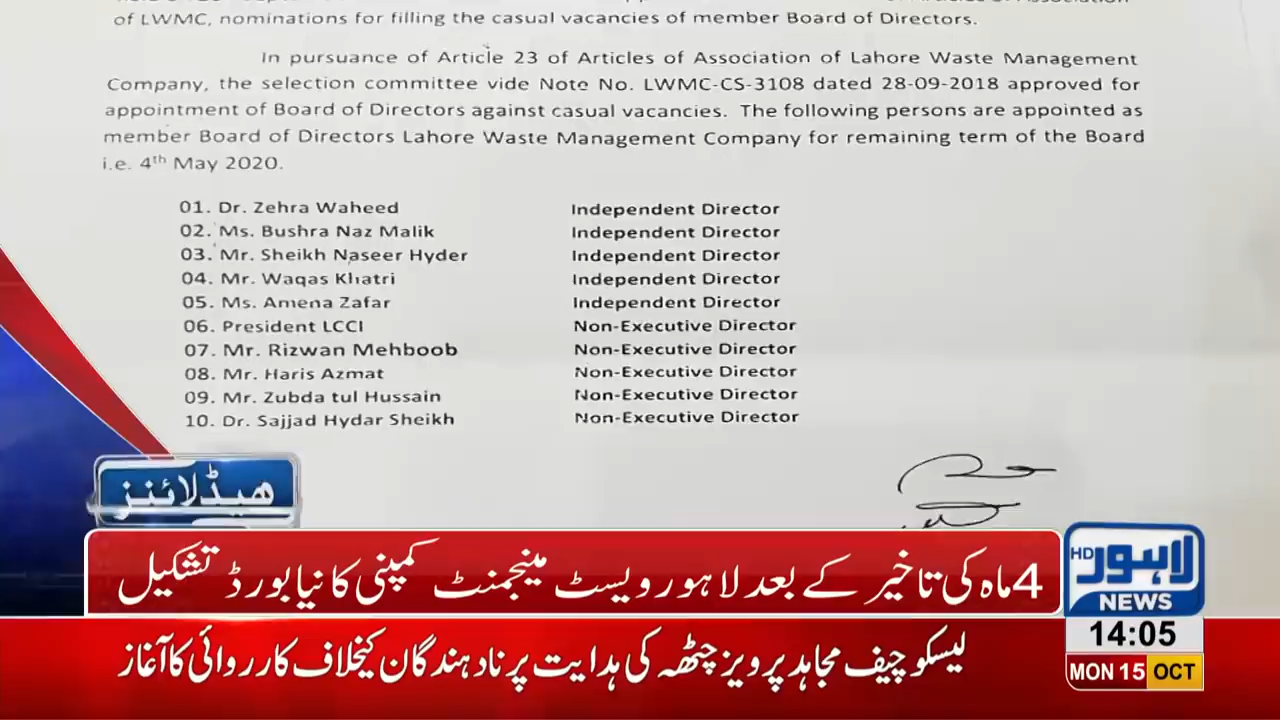 of LWMC, nominations for filling the casual vacancies of member Board of Directors.
In pursuance of Article 23 of Articles of Association of Lahore Waste Management
Company, the selection committee vide Note No. LWMC-CS-3108 dated 28-09-2018 approved for
appointment of Board of Directors against casual vacancies. The following persons are appointed as
member Board of Directors Lahore Waste Management Company for remaining term of the Board
i.e. 4th May 2020.
01. Dr. Zehra Waheed Independent Director
02. Ms. Bushra Naz Malik Independent Director
03. Mr. Sheikh Naseer Hyder Independent Director
04. Mr. Waqas Khatri Independent Director
05. Ms. Amena Zafar Independent Director
06. President LCCI Non-Executive Director
07. Mr. Rizwan Mehboob Non-Executive Director
08. Mr. Haris Azmat Non-Executive Director
09. Mr. Zubda tul Hussain Non-Executive Director
10. Dr. Sajjad Hydar Sheikh Non-Executive Director
ھیڈلائنز
4 ماہ کی تاخیر کے بعد لاہور ویسٹ مینجمنٹ کمپنی کا نیا بورڈ تشکیل
لیسکو چیف مجاہد پرویز چٹھہ کی ہدایت پر نادہندگان کیخلاف کارروائی کا آغاز
لاہور HD
NEWS
14:05
MON 15 OCT